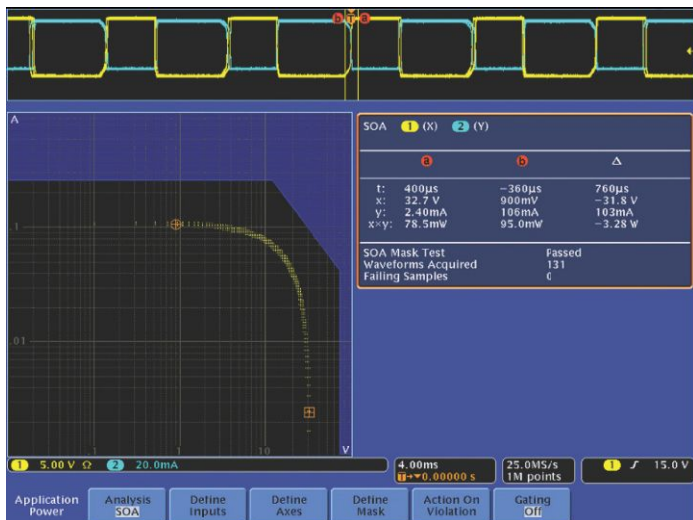 b T a
A
SOA 1 (X) 2 (Y)
a b Δ
t: 400µs −360µs 760µs
x: 32.7 V 900mV −31.8 V
y: 2.40mA 106mA 103mA
x×y: 78.5mW 95.0mW −3.28 W
SOA Mask Test Passed
Waveforms Acquired 131
Failing Samples 0
.1
.01
.1 1 10 V
1 5.00 V Ω 2 20.0mA
4.00ms
T→▼0.00000 s
25.0MS/s
1M points
1 ∫ 15.0 V
Application Power
Analysis SOA
Define Inputs
Define Axes
Define Mask
Action On Violation
Gating Off